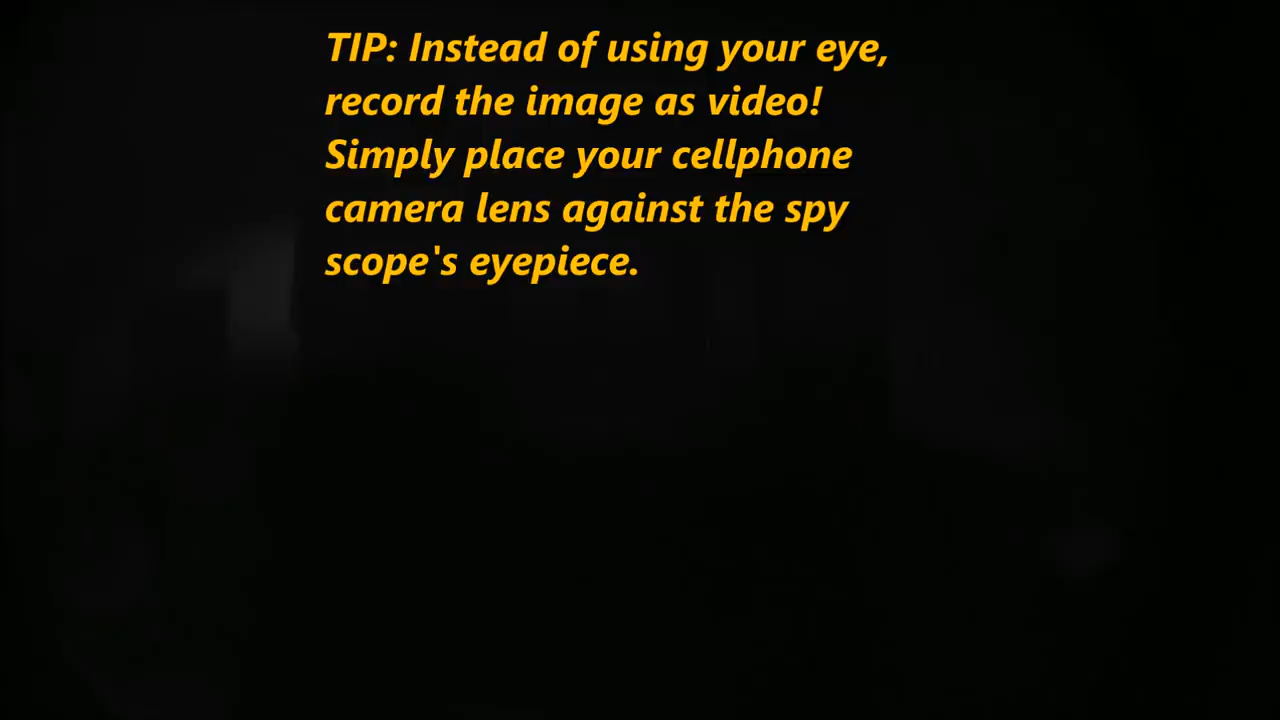 TIP: Instead of using your eye,
record the image as video!
Simply place your cellphone
camera lens against the spy
scope's eyepiece.